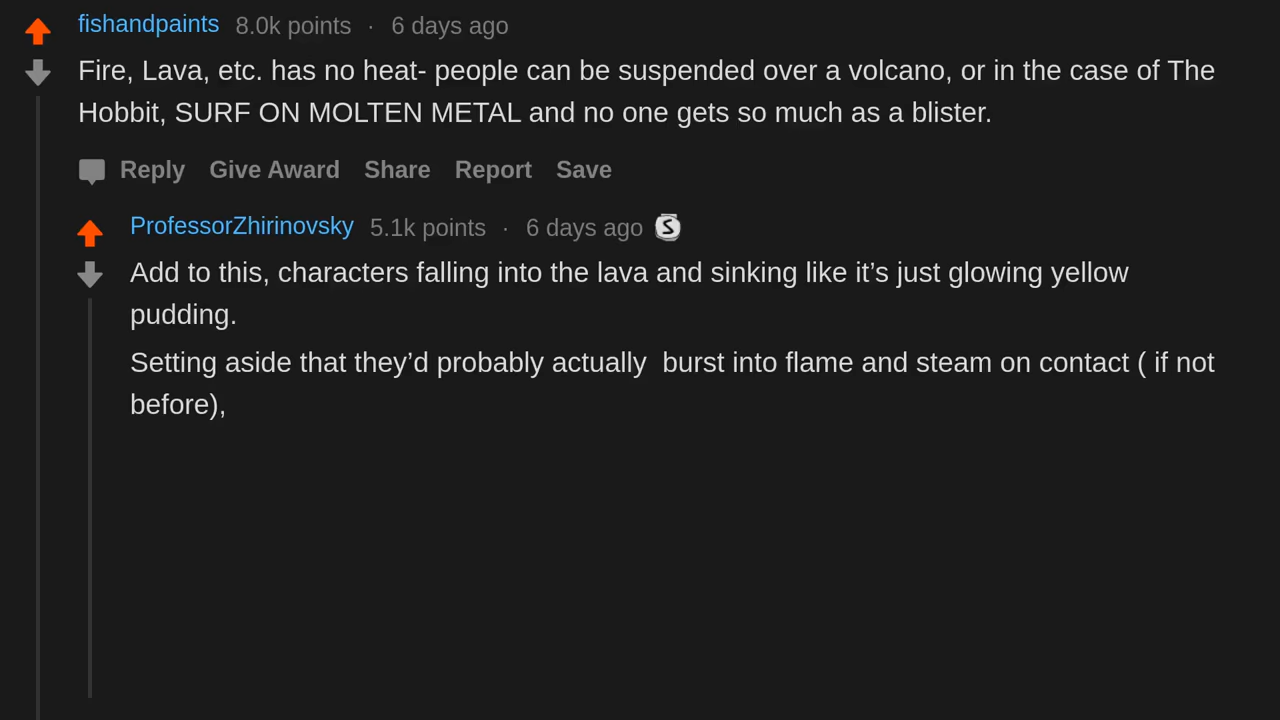 fishandpaints 8.0k points · 6 days ago
Fire, Lava, etc. has no heat- people can be suspended over a volcano, or in the case of The
Hobbit, SURF ON MOLTEN METAL and no one gets so much as a blister.
Reply Give Award Share Report Save
ProfessorZhirinovsky 5.1k points · 6 days ago S
Add to this, characters falling into the lava and sinking like it’s just glowing yellow
pudding.
Setting aside that they’d probably actually  burst into flame and steam on contact ( if not
before),